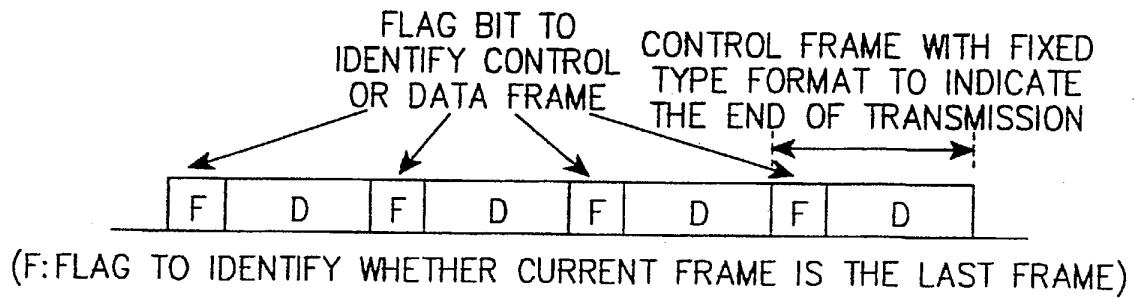 FLAG BIT TO
IDENTIFY CONTROL
OR DATA FRAME
CONTROL FRAME WITH FIXED
TYPE FORMAT TO INDICATE
THE END OF TRANSMISSION
F D F D F D F D
(F:FLAG TO IDENTIFY WHETHER CURRENT FRAME IS THE LAST FRAME)